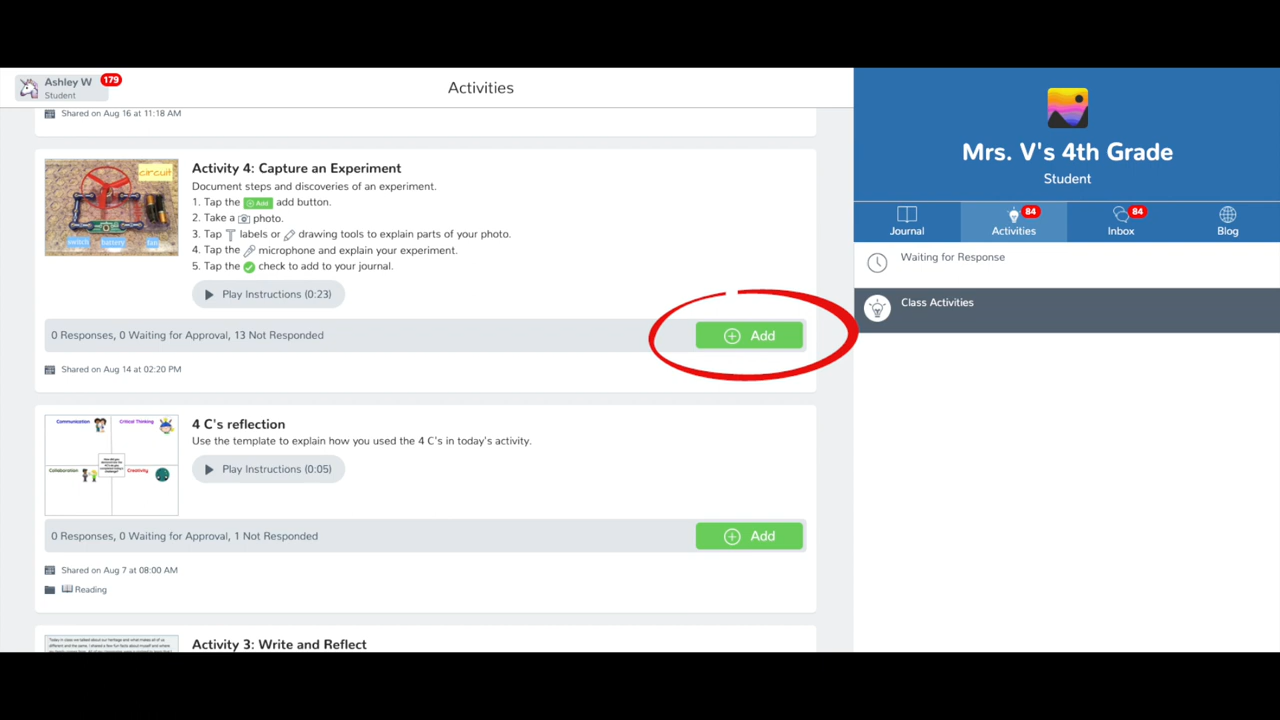 Ashley W 179
Student
Activities
Shared on Aug 16 at 11:18 AM
circuit
switch battery fan
Activity 4: Capture an Experiment
Document steps and discoveries of an experiment.
1. Tap the Add add button.
2. Take a photo.
3. Tap T labels or drawing tools to explain parts of your photo.
4. Tap the microphone and explain your experiment.
5. Tap the check to add to your journal.
Play Instructions (0:23)
0 Responses, 0 Waiting for Approval, 13 Not Responded
Add
Shared on Aug 14 at 02:20 PM
Communication Critical Thinking
Collaboration Creativity
4 C's reflection
Use the template to explain how you used the 4 C's in today's activity.
Play Instructions (0:05)
0 Responses, 0 Waiting for Approval, 1 Not Responded
Add
Shared on Aug 7 at 08:00 AM
Reading
Activity 3: Write and Reflect
Mrs. V's 4th Grade
Student
84 84
Journal Activities Inbox Blog
Waiting for Response
Class Activities